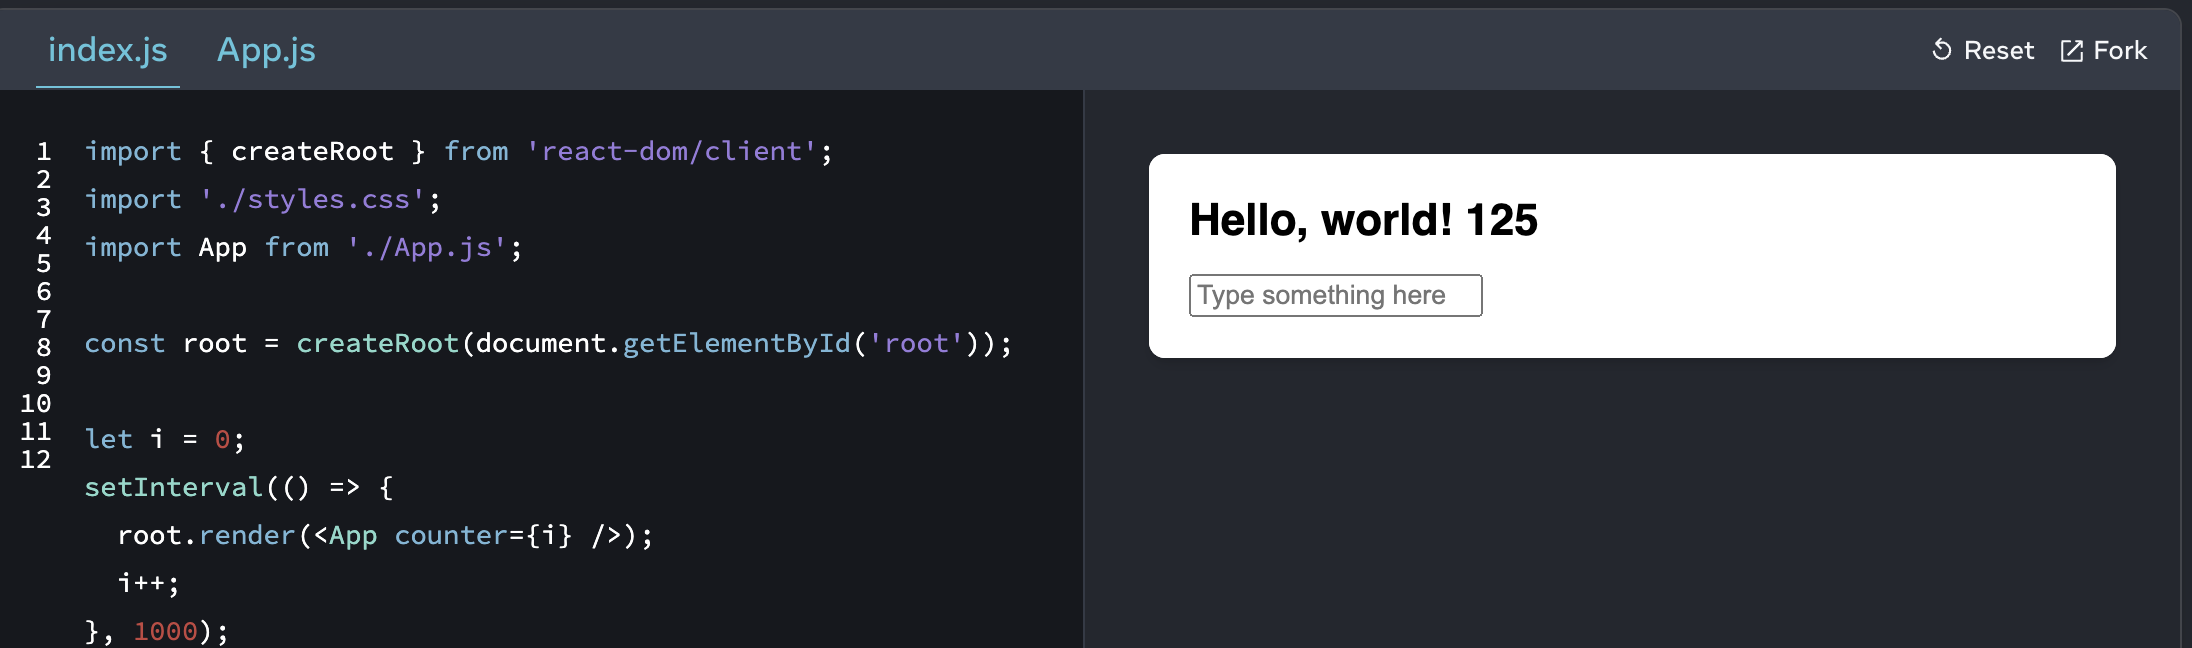 index.js App.js Reset Fork
1 import { createRoot } from 'react-dom/client';
2 import './styles.css';
3 import App from './App.js';
4
5 const root = createRoot(document.getElementById('root'));
6
7 let i = 0;
8 setInterval(() => {
9   root.render(<App counter={i} />);
10   i++;
11 }, 1000);
12
Hello, world! 125
Type something here